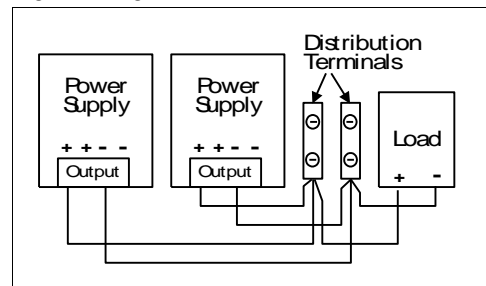 Distribution
Terminals
Power
Supply
+ + - -
Output
Power
Supply
+ + - -
Output
Load
+ -